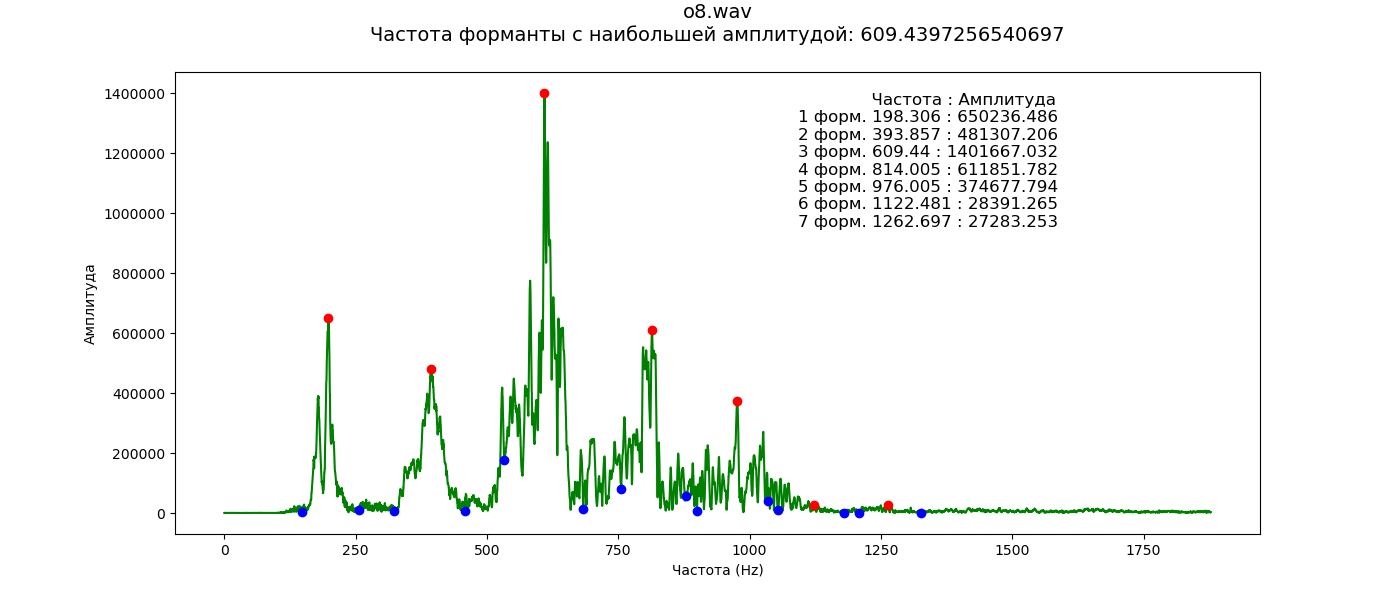 o8.wav
Частота форманты с наибольшей амплитудой: 609.4397256540697
Частота : Амплитуда
1 форм. 198.306 : 650236.486
2 форм. 393.857 : 481307.206
3 форм. 609.44 : 1401667.032
4 форм. 814.005 : 611851.782
5 форм. 976.005 : 374677.794
6 форм. 1122.481 : 28391.265
7 форм. 1262.697 : 27283.253
Амплитуда
1400000
1200000
1000000
800000
600000
400000
200000
0
0 250 500 750 1000 1250 1500 1750
Частота (Hz)